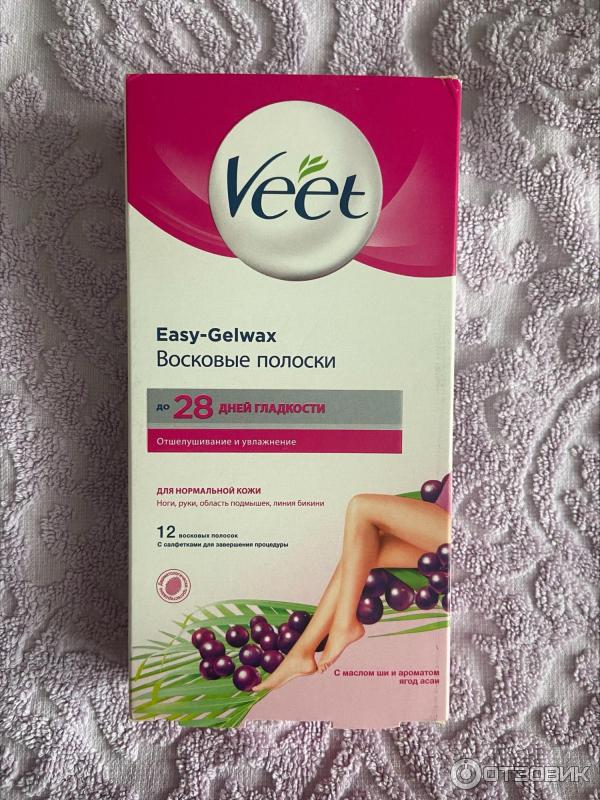 Veet
Easy-Gelwax
Восковые полоски
до 28 ДНЕЙ ГЛАДКОСТИ
Отшелушивание и увлажнение
ДЛЯ НОРМАЛЬНОЙ КОЖИ
Ноги, руки, область подмышек, линия бикини
12 восковых полосок
С салфетками для завершения процедуры
С маслом ши и ароматом
ягод асаи
ОТЗОВИК